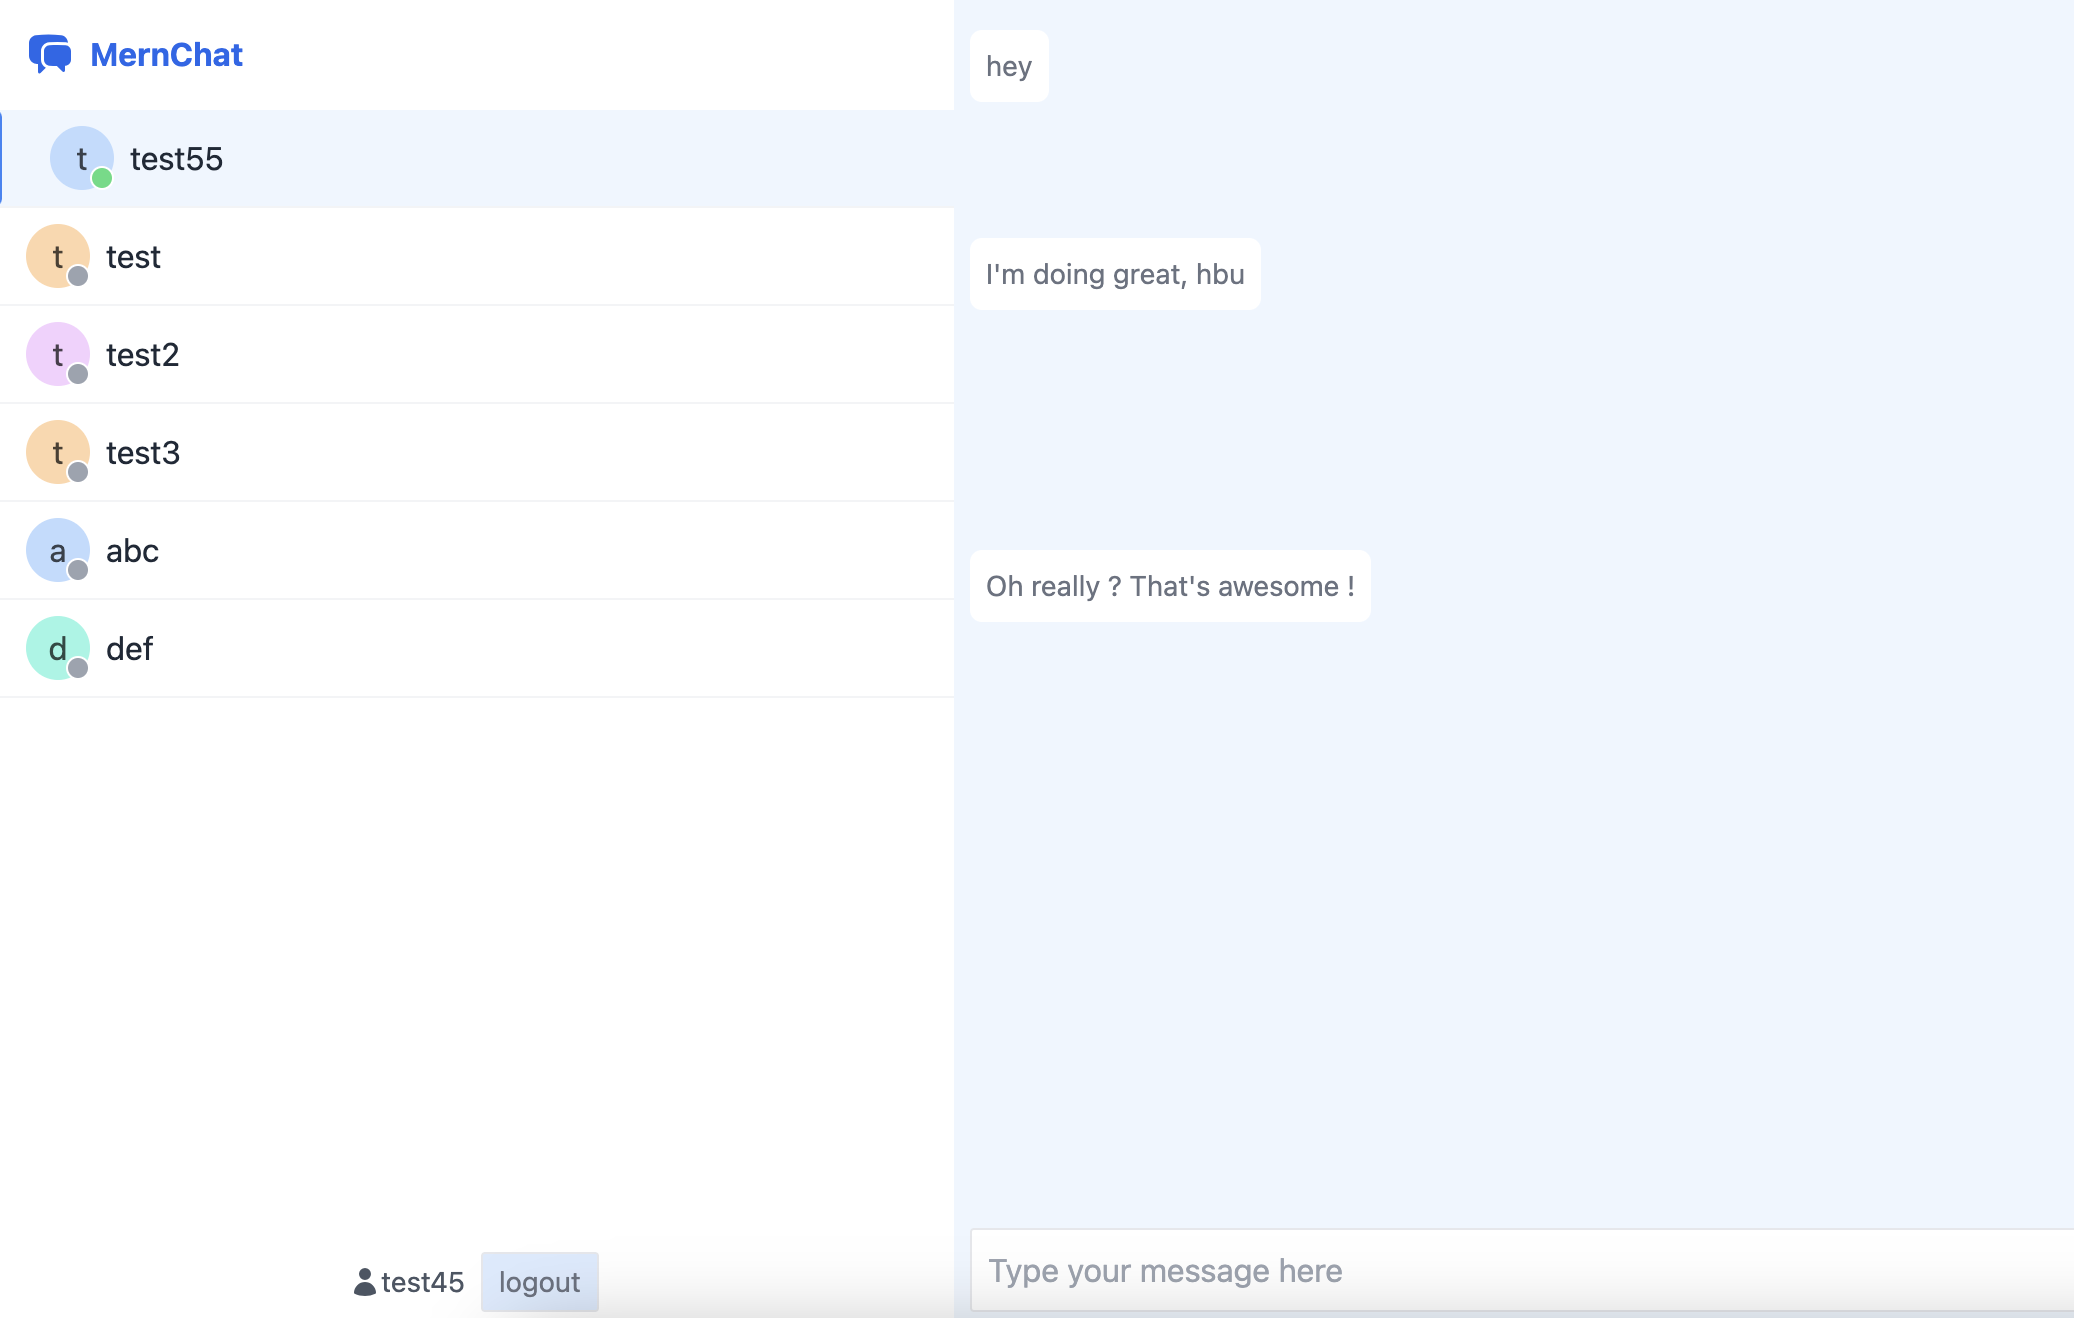 MernChat
t test55
t test
t test2
t test3
a abc
d def
test45 logout
hey
I'm doing great, hbu
Oh really ? That's awesome !
Type your message here